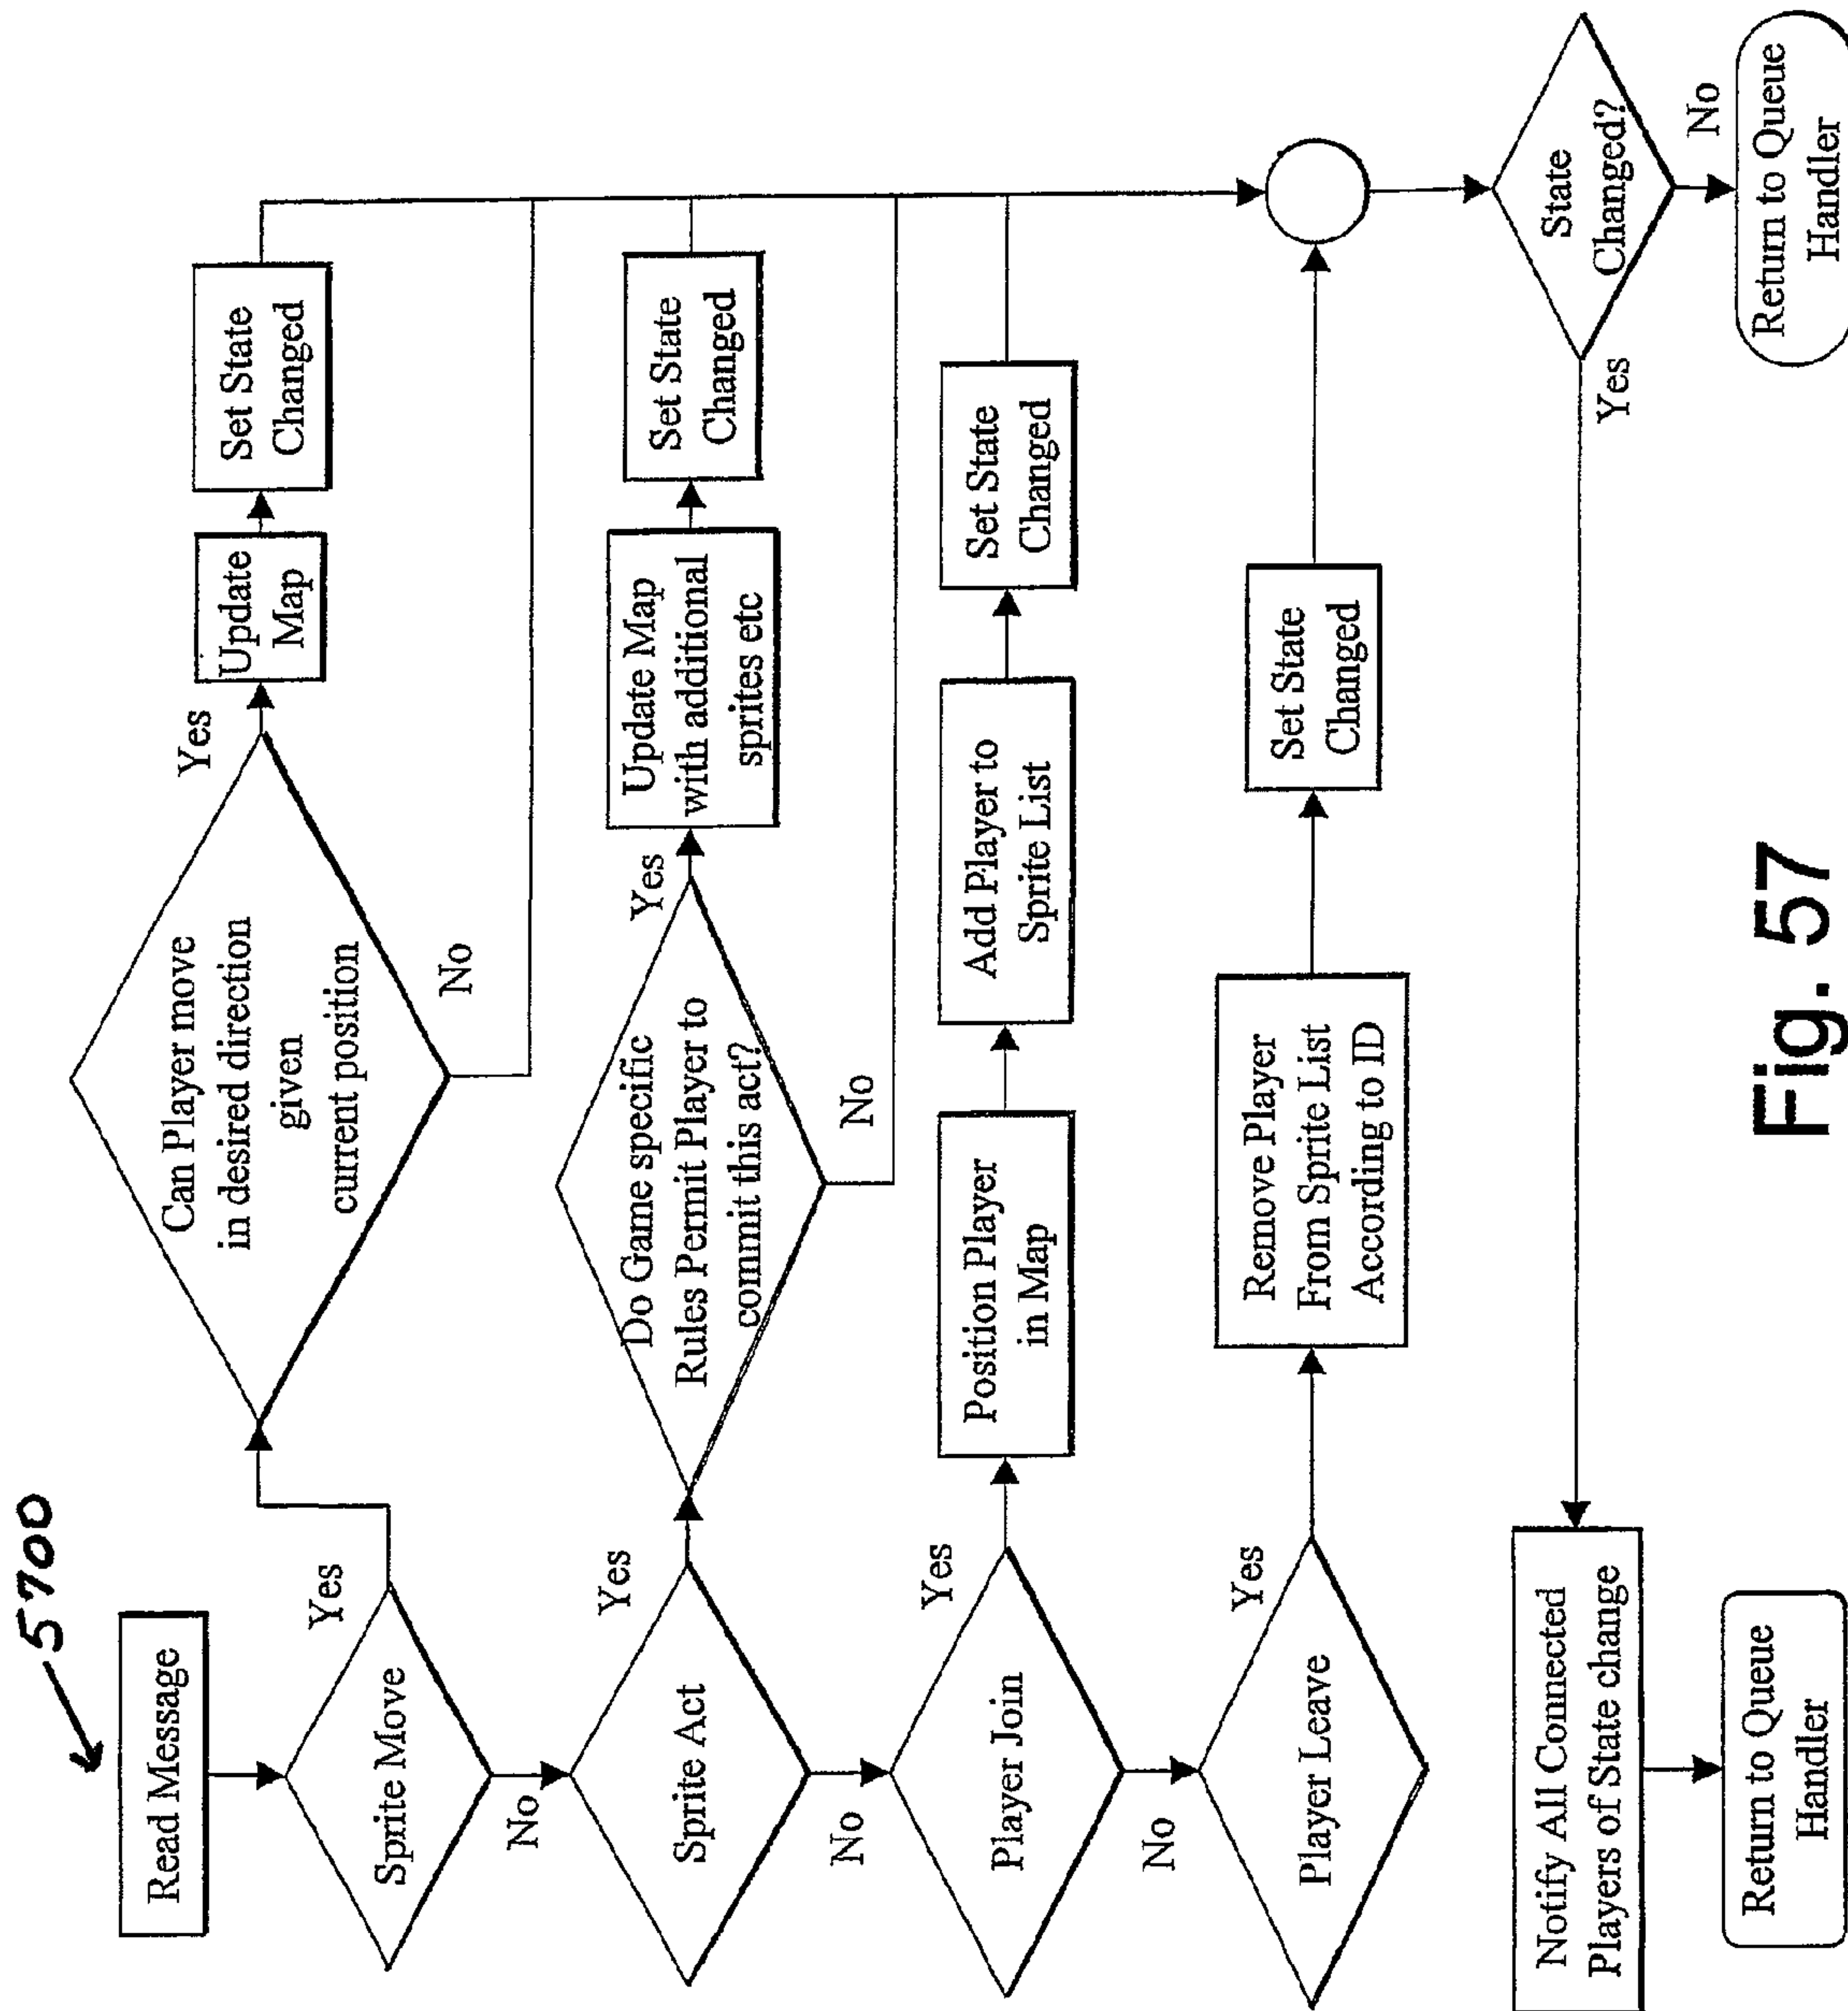 5700
Read Message
Sprite Move
Yes
No
Can Player move
in desired direction
given
current position
Yes
No
Update
Map
Set State
Changed
Sprite Act
Yes
No
Do Game specific
Rules Permit Player to
commit this act?
Yes
No
Update Map
with additional
sprites etc
Set State
Changed
Player Join
Yes
No
Position Player
in Map
Add Player to
Sprite List
Set State
Changed
Player Leave
Yes
Remove Player
From Sprite List
According to ID
Set State
Changed
State
Changed?
Yes
No
Notify All Connected
Players of State change
Return to Queue
Handler
Return to Queue
Handler
Fig. 57